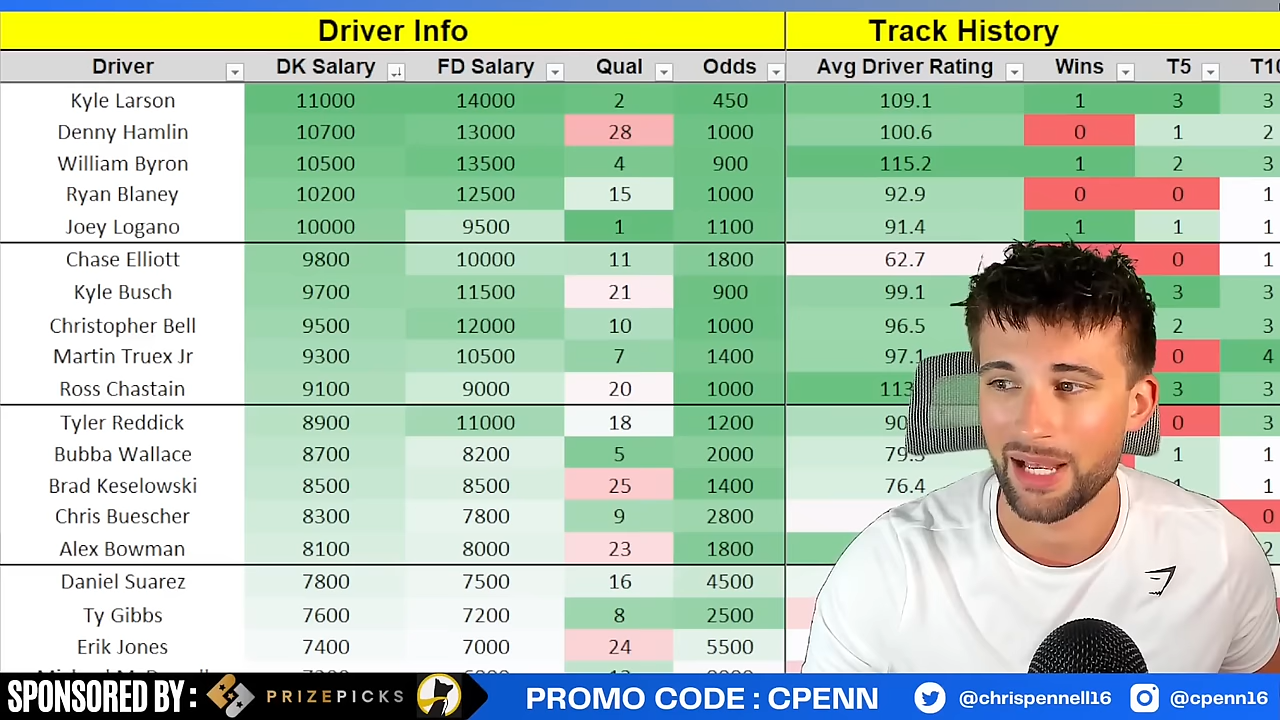 Driver Info Track History
Driver DK Salary FD Salary Qual Odds Avg Driver Rating Wins T5 T10
Kyle Larson 11000 14000 2 450 109.1 1 3 3
Denny Hamlin 10700 13000 28 1000 100.6 0 1 2
William Byron 10500 13500 4 900 115.2 1 2 3
Ryan Blaney 10200 12500 15 1000 92.9 0 0 1
Joey Logano 10000 9500 1 1100 91.4 1 1 1
Chase Elliott 9800 10000 11 1800 62.7 0 1
Kyle Busch 9700 11500 21 900 99.1 3 3
Christopher Bell 9500 12000 10 1000 96.5 2 3
Martin Truex Jr 9300 10500 7 1400 97.1 0 4
Ross Chastain 9100 9000 20 1000 113 3 3
Tyler Reddick 8900 11000 18 1200 90 0 3
Bubba Wallace 8700 8200 5 2000 79.3 1 1
Brad Keselowski 8500 8500 25 1400 76.4 1 1
Chris Buescher 8300 7800 9 2800 0
Alex Bowman 8100 8000 23 1800 2
Daniel Suarez 7800 7500 16 4500
Ty Gibbs 7600 7200 8 2500
Erik Jones 7400 7000 24 5500
SPONSORED BY : PRIZEPICKS PROMO CODE : CPENN @chrispennell16 @cpenn16